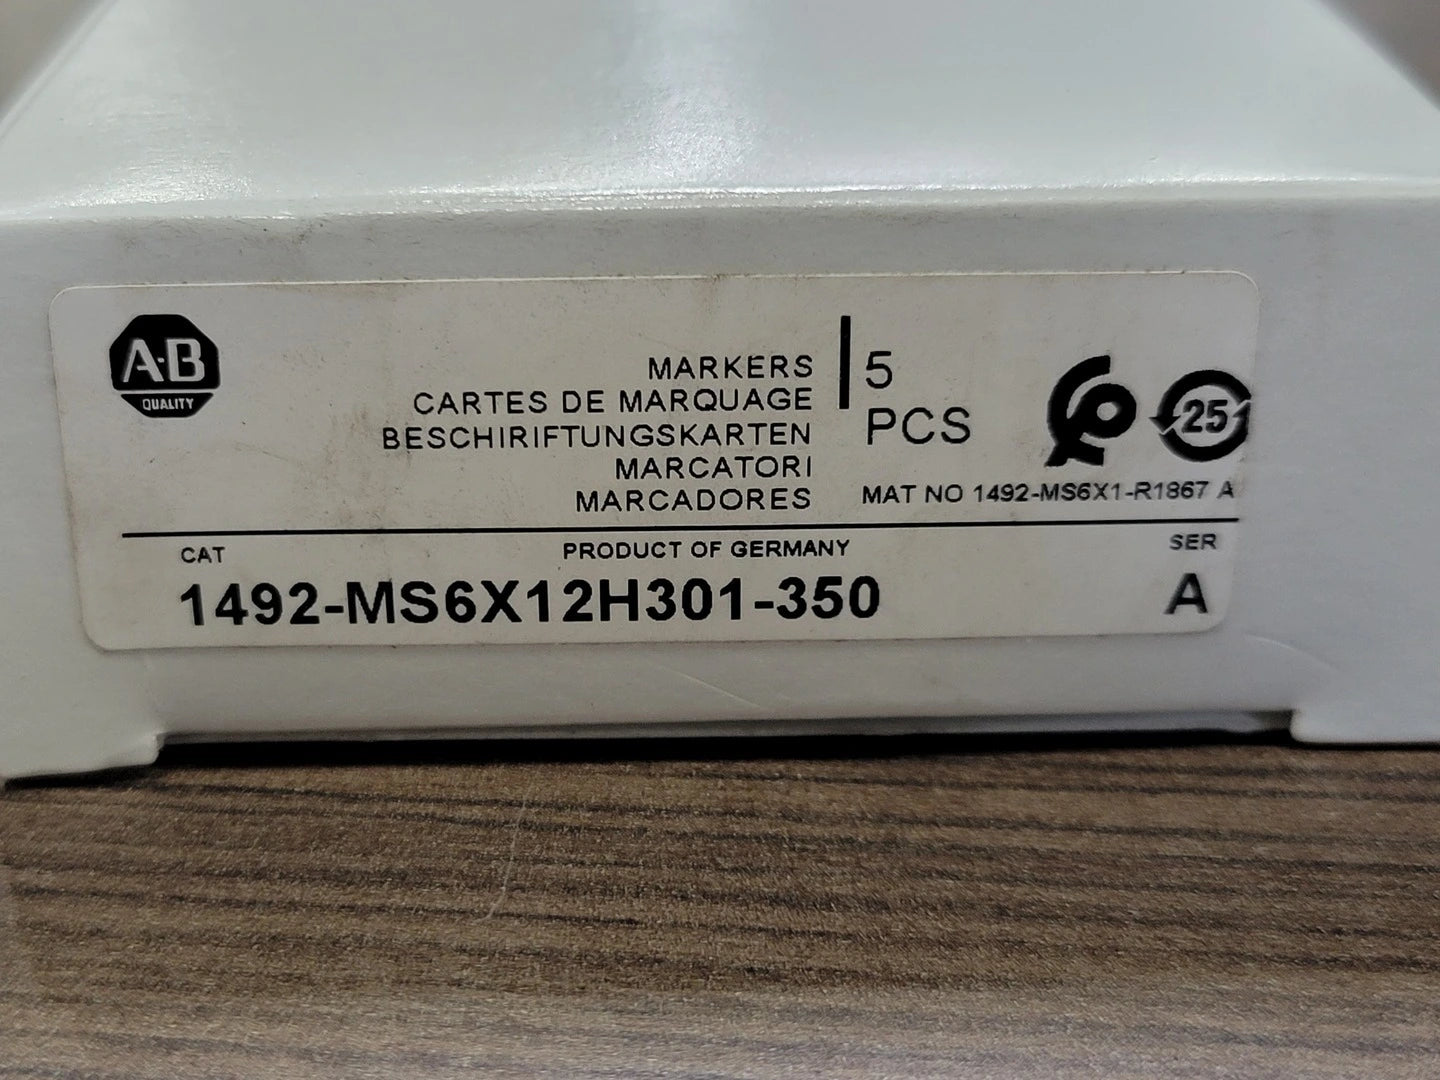 A·B
QUALITY
MARKERS
CARTES DE MARQUAGE
BESCHIRIFTUNGSKARTEN
MARCATORI
MARCADORES
5
PCS
25
MAT NO 1492-MS6X1-R1867 A
CAT
PRODUCT OF GERMANY
SER
1492-MS6X12H301-350
A